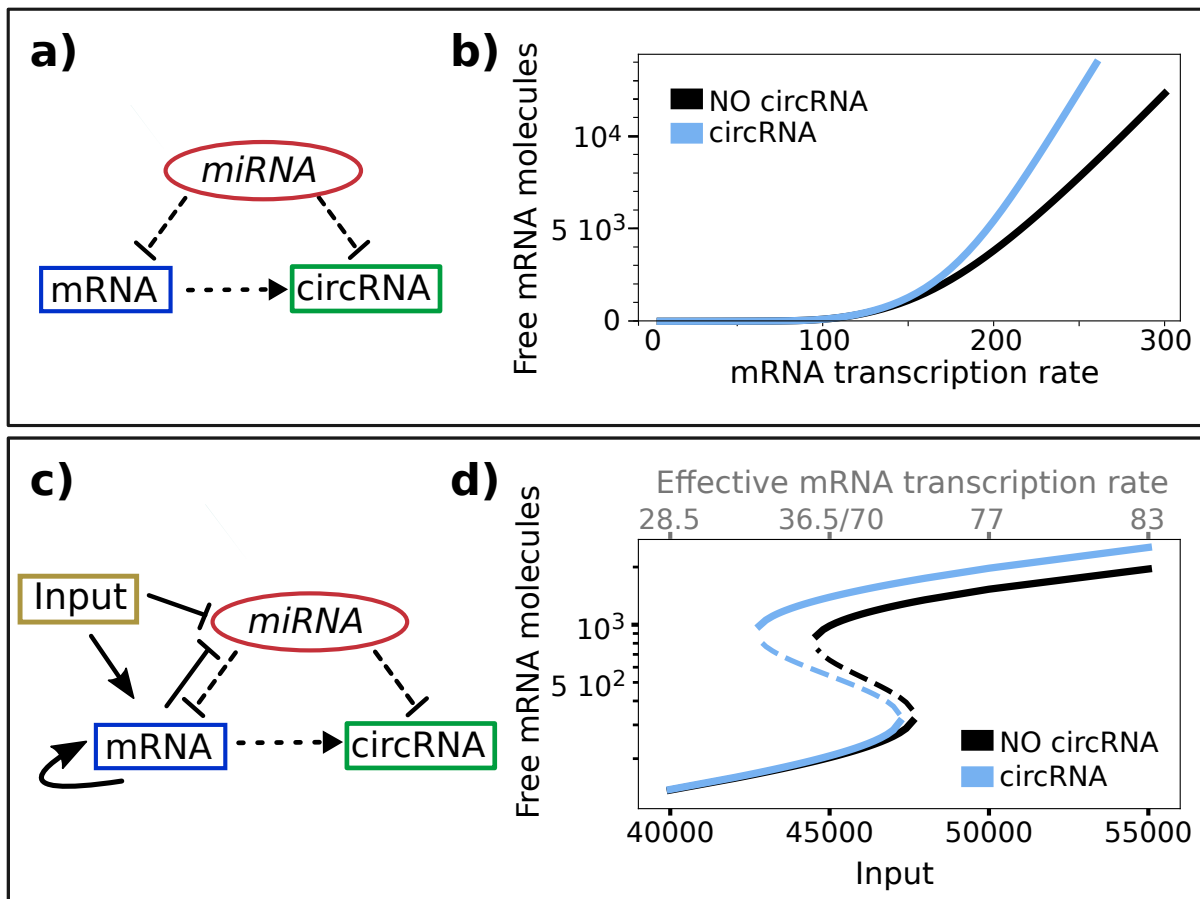 a)
miRNA
mRNA
circRNA
b)
Free mRNA molecules
NO circRNA
circRNA
10⁴
5 10³
0
0 100 200 300
mRNA transcription rate
c)
Input
miRNA
mRNA
circRNA
d)
Effective mRNA transcription rate
28.5 36.5/70 77 83
Free mRNA molecules
10³
5 10²
NO circRNA
circRNA
40000 45000 50000 55000
Input